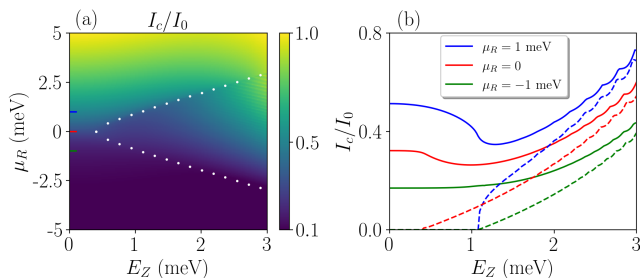 (a)
I_c/I_0
5
2.5
0
-2.5
-5
μ_R (meV)
0
1
2
3
E_Z (meV)
1.0
0.5
0.1
(b)
μ_R = 1 meV
μ_R = 0
μ_R = −1 meV
0.8
0.4
0.0
I_c/I_0
0
1
2
3
E_Z (meV)